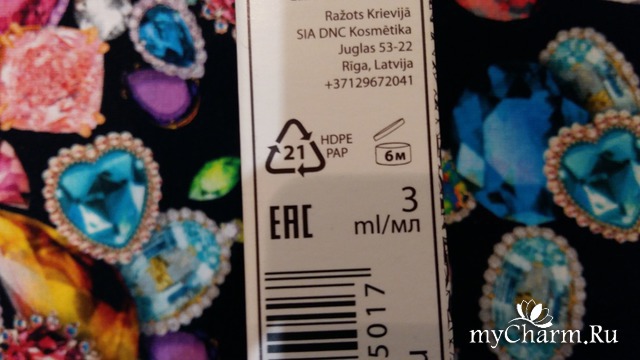 Ražots Krievijā
SIA DNC Kosmētika
Juglas 53-22
Rīga, Latvija
+37129672041
21
HDPE
PAP
6м
EAC
3
ml/мл
5017
myCharm.Ru